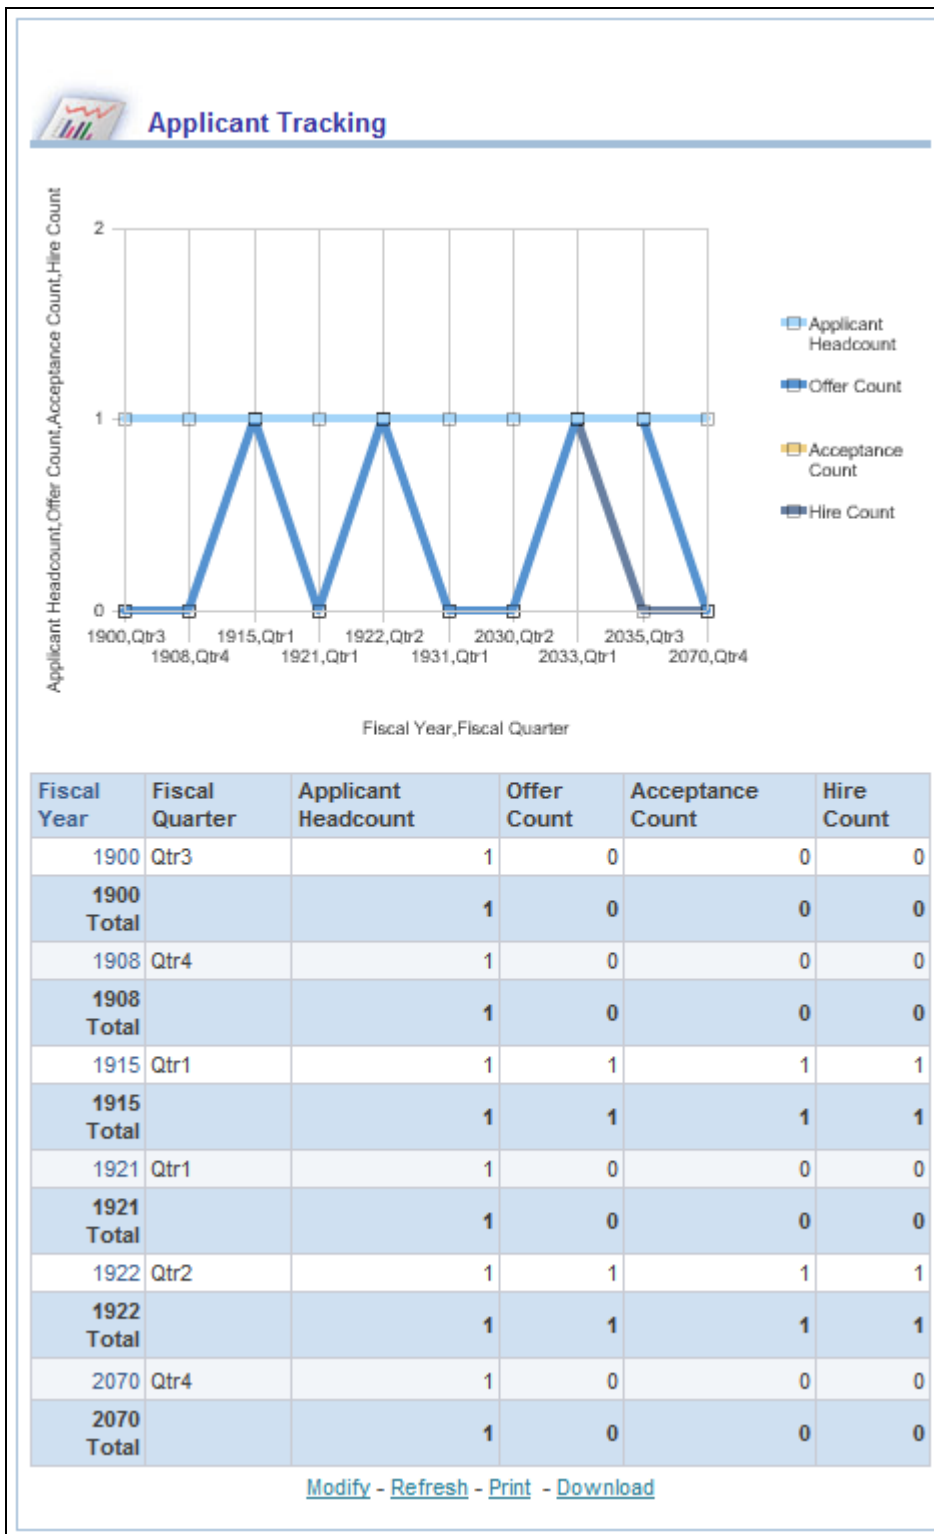 Applicant Tracking
Applicant Headcount,Offer Count,Acceptance Count,Hire Count
2
1
0
Applicant
Headcount
Offer Count
Acceptance
Count
Hire Count
1900,Qtr3 1915,Qtr1 1922,Qtr2 2030,Qtr2 2035,Qtr3
1908,Qtr4 1921,Qtr1 1931,Qtr1 2033,Qtr1 2070,Qtr4
Fiscal Year,Fiscal Quarter
Fiscal Fiscal Applicant Offer Acceptance Hire
Year Quarter Headcount Count Count Count
1900 Qtr3 1 0 0 0
1900
Total 1 0 0 0
1908 Qtr4 1 0 0 0
1908
Total 1 0 0 0
1915 Qtr1 1 1 1 1
1915
Total 1 1 1 1
1921 Qtr1 1 0 0 0
1921
Total 1 0 0 0
1922 Qtr2 1 1 1 1
1922
Total 1 1 1 1
2070 Qtr4 1 0 0 0
2070
Total 1 0 0 0
Modify - Refresh - Print - Download